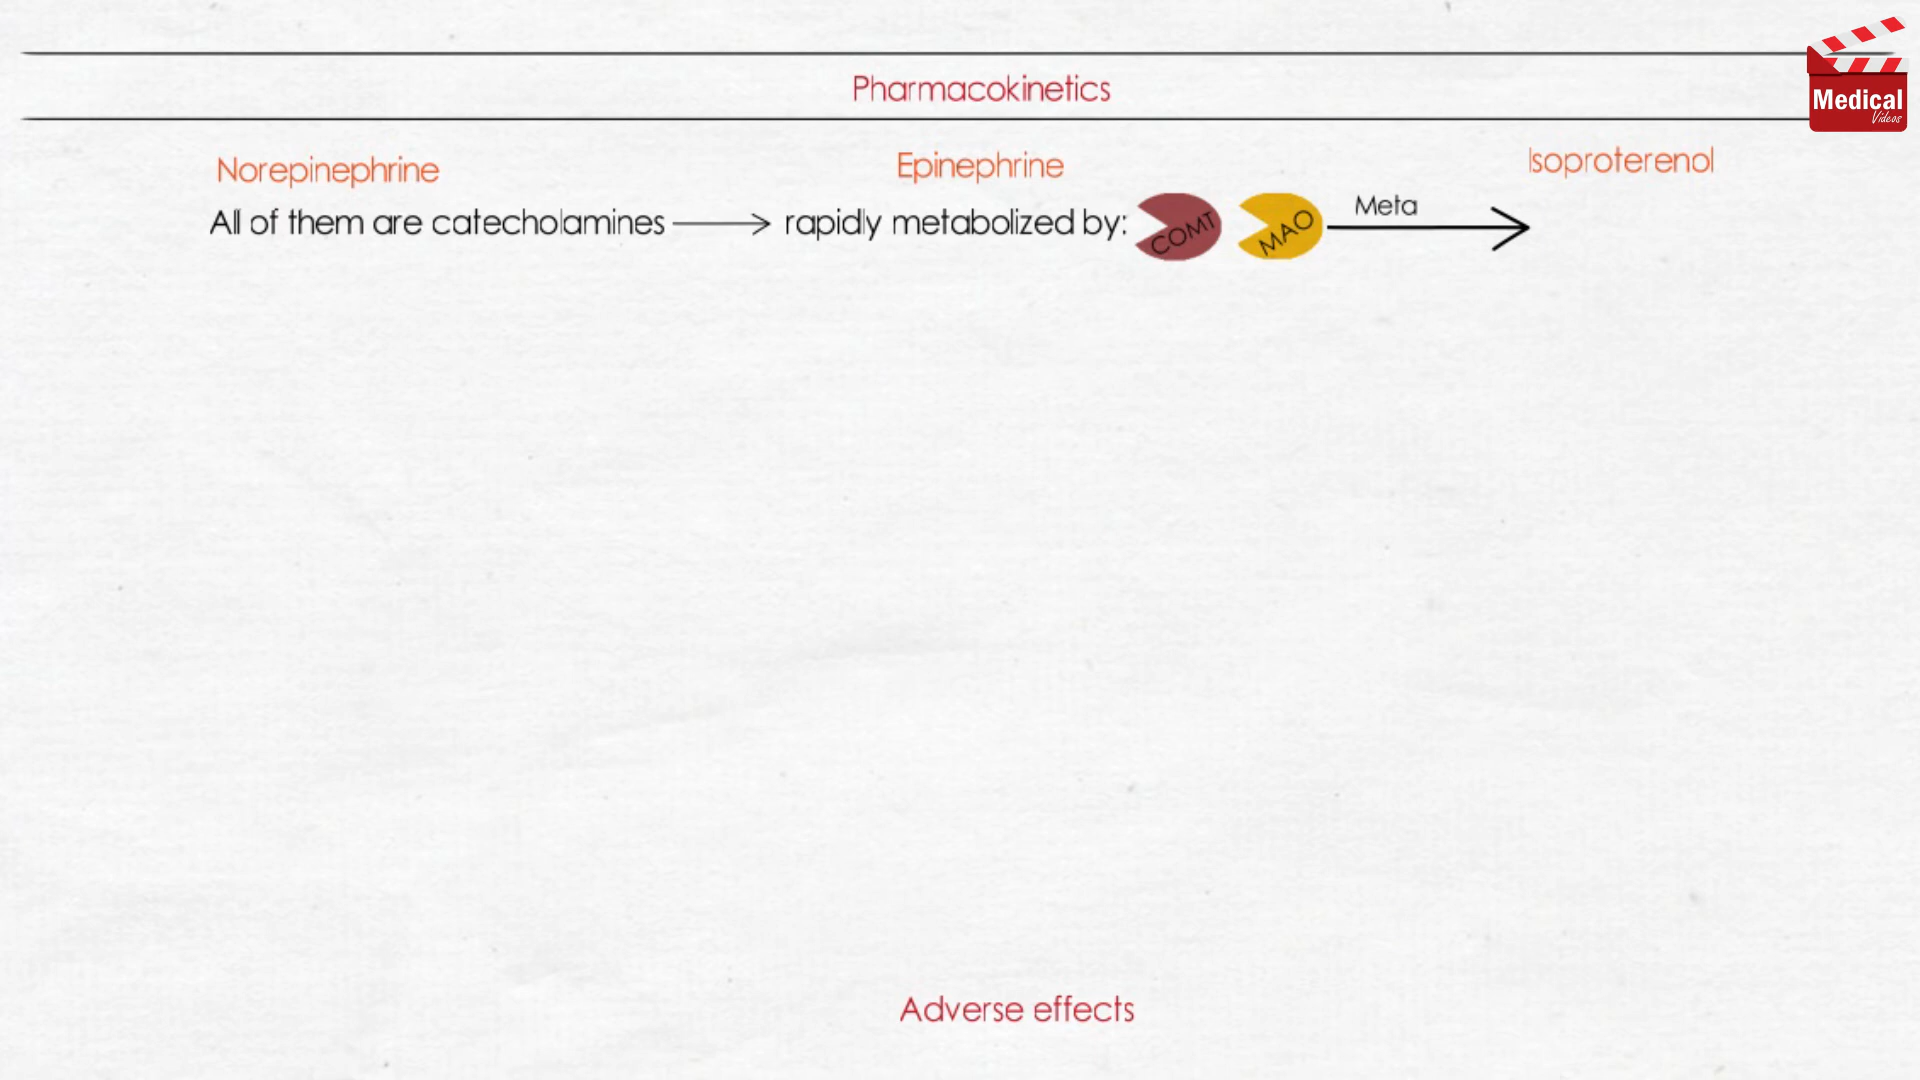 Pharmacokinetics
Medical
Videos
Norepinephrine Epinephrine Isoproterenol
All of them are catecholamines rapidly metabolized by: COMT MAO Meta
Adverse effects